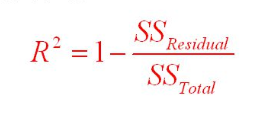 R² = 1 − SS_Residual / SS_Total